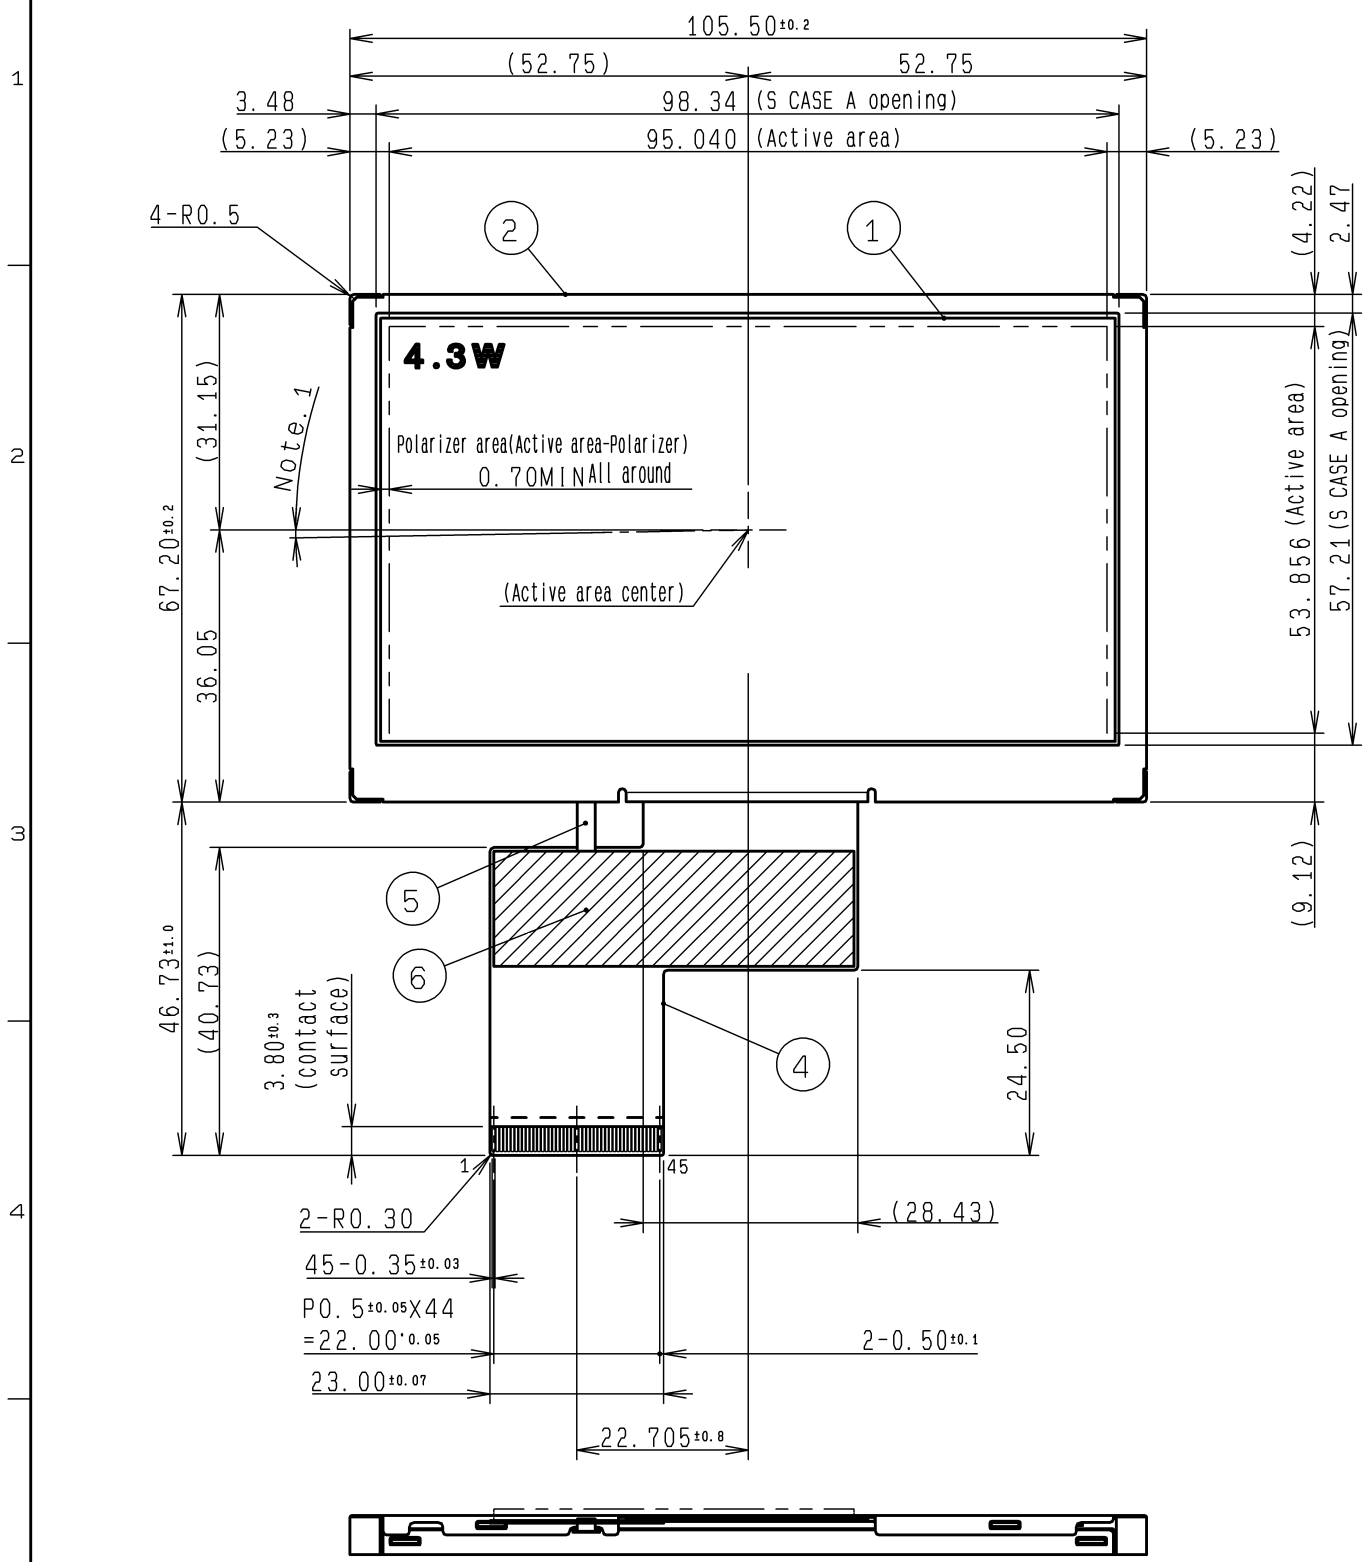 105.50±0.2
(52.75)
52.75
1
3.48
98.34 (S CASE A opening)
(5.23)
95.040 (Active area)
(5.23)
4-R0.5
2
1
(4.22)
2.47
4.3W
(31.15)
Note. 1
Polarizer area(Active area-Polarizer)
0.70MIN All around
2
67.20±0.2
53.856 (Active area)
57.21(S CASE A opening)
(Active area center)
36.05
3
5
(9.12)
6
46.73±1.0
(40.73)
3.80±0.3
(contact
surface)
4
24.50
1
45
4
2-R0.30
(28.43)
45-0.35±0.03
P0.5±0.05X44
=22.00 0.05
2-0.50±0.1
23.00±0.07
22.705±0.8